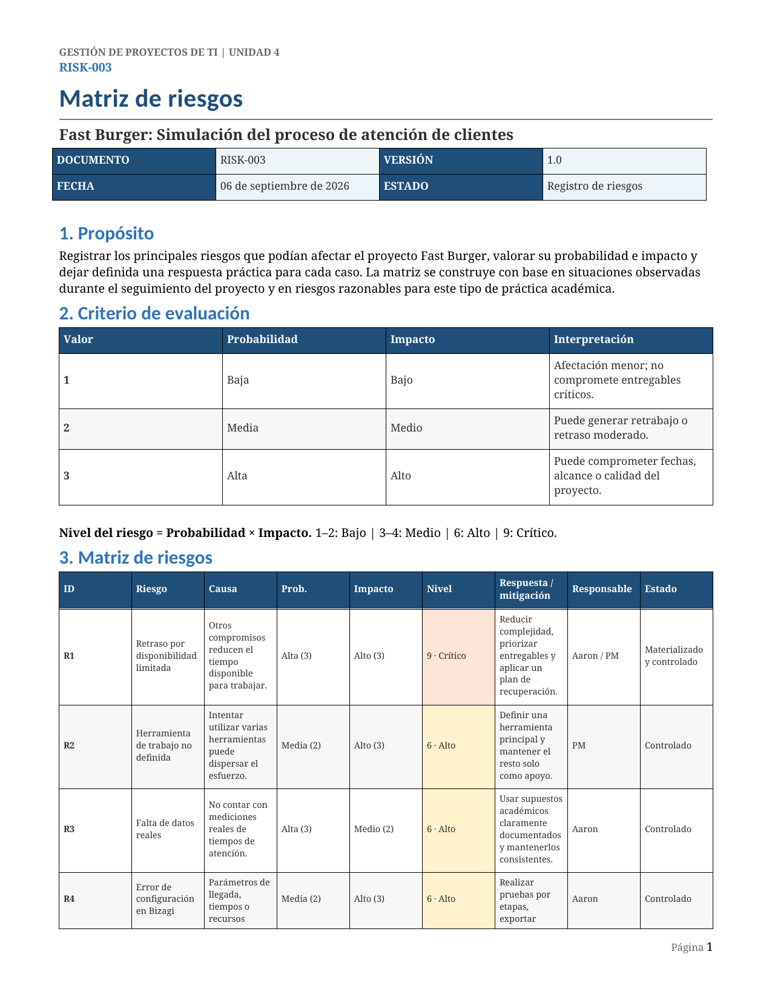 GESTIÓN DE PROYECTOS DE TI | UNIDAD 4
RISK-003
Matriz de riesgos
Fast Burger: Simulación del proceso de atención de clientes
DOCUMENTO RISK-003 VERSIÓN 1.0
FECHA 06 de septiembre de 2026 ESTADO Registro de riesgos
1. Propósito
Registrar los principales riesgos que podían afectar el proyecto Fast Burger, valorar su probabilidad e impacto y
dejar definida una respuesta práctica para cada caso. La matriz se construye con base en situaciones observadas
durante el seguimiento del proyecto y en riesgos razonables para este tipo de práctica académica.
2. Criterio de evaluación
Valor Probabilidad Impacto Interpretación
1 Baja Bajo
Afectación menor; no
compromete entregables
críticos.
2 Media Medio
Puede generar retrabajo o
retraso moderado.
3 Alta Alto
Puede comprometer fechas,
alcance o calidad del
proyecto.
Nivel del riesgo = Probabilidad × Impacto. 1–2: Bajo | 3–4: Medio | 6: Alto | 9: Crítico.
3. Matriz de riesgos
ID Riesgo Causa Prob. Impacto Nivel
Respuesta /
mitigación
Responsable Estado
R1
Retraso por
disponibilidad
limitada
Otros
compromisos
reducen el
tiempo
disponible
para trabajar.
Alta (3)
Alto (3)
9 · Crítico
Reducir
complejidad,
priorizar
entregables y
aplicar un
plan de
recuperación.
Aaron / PM
Materializado
y controlado
R2
Herramienta
de trabajo no
definida
Intentar
utilizar varias
herramientas
puede
dispersar el
esfuerzo.
Media (2)
Alto (3)
6 · Alto
Definir una
herramienta
principal y
mantener el
resto solo
como apoyo.
PM
Controlado
R3
Falta de datos
reales
No contar con
mediciones
reales de
tiempos de
atención.
Alta (3)
Medio (2)
6 · Alto
Usar supuestos
académicos
claramente
documentados
y mantenerlos
consistentes.
Aaron
Controlado
R4
Error de
configuración
en Bizagi
Parámetros de
llegada,
tiempos o
recursos
Media (2)
Alto (3)
6 · Alto
Realizar
pruebas por
etapas,
exportar
Aaron
Controlado
Página 1